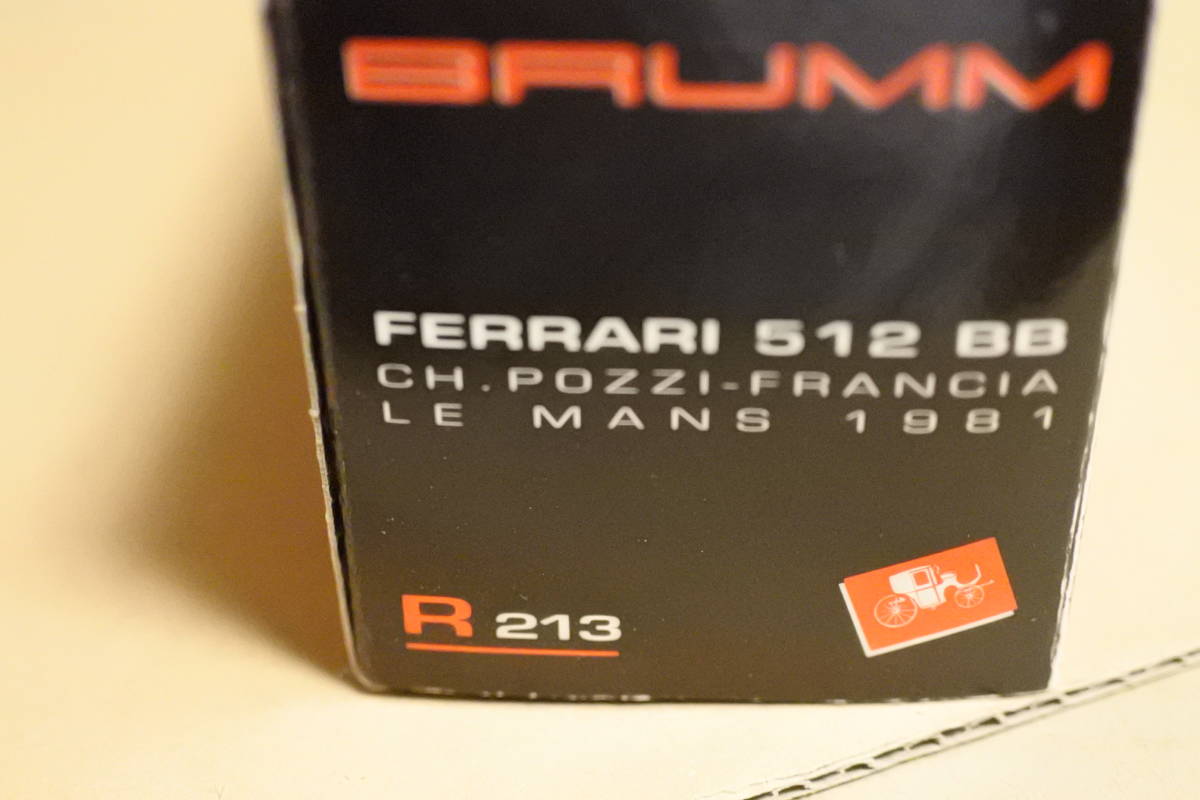 BRUMM
FERRARI 512 BB
CH. POZZI-FRANCIA
LE MANS 1981
R 213